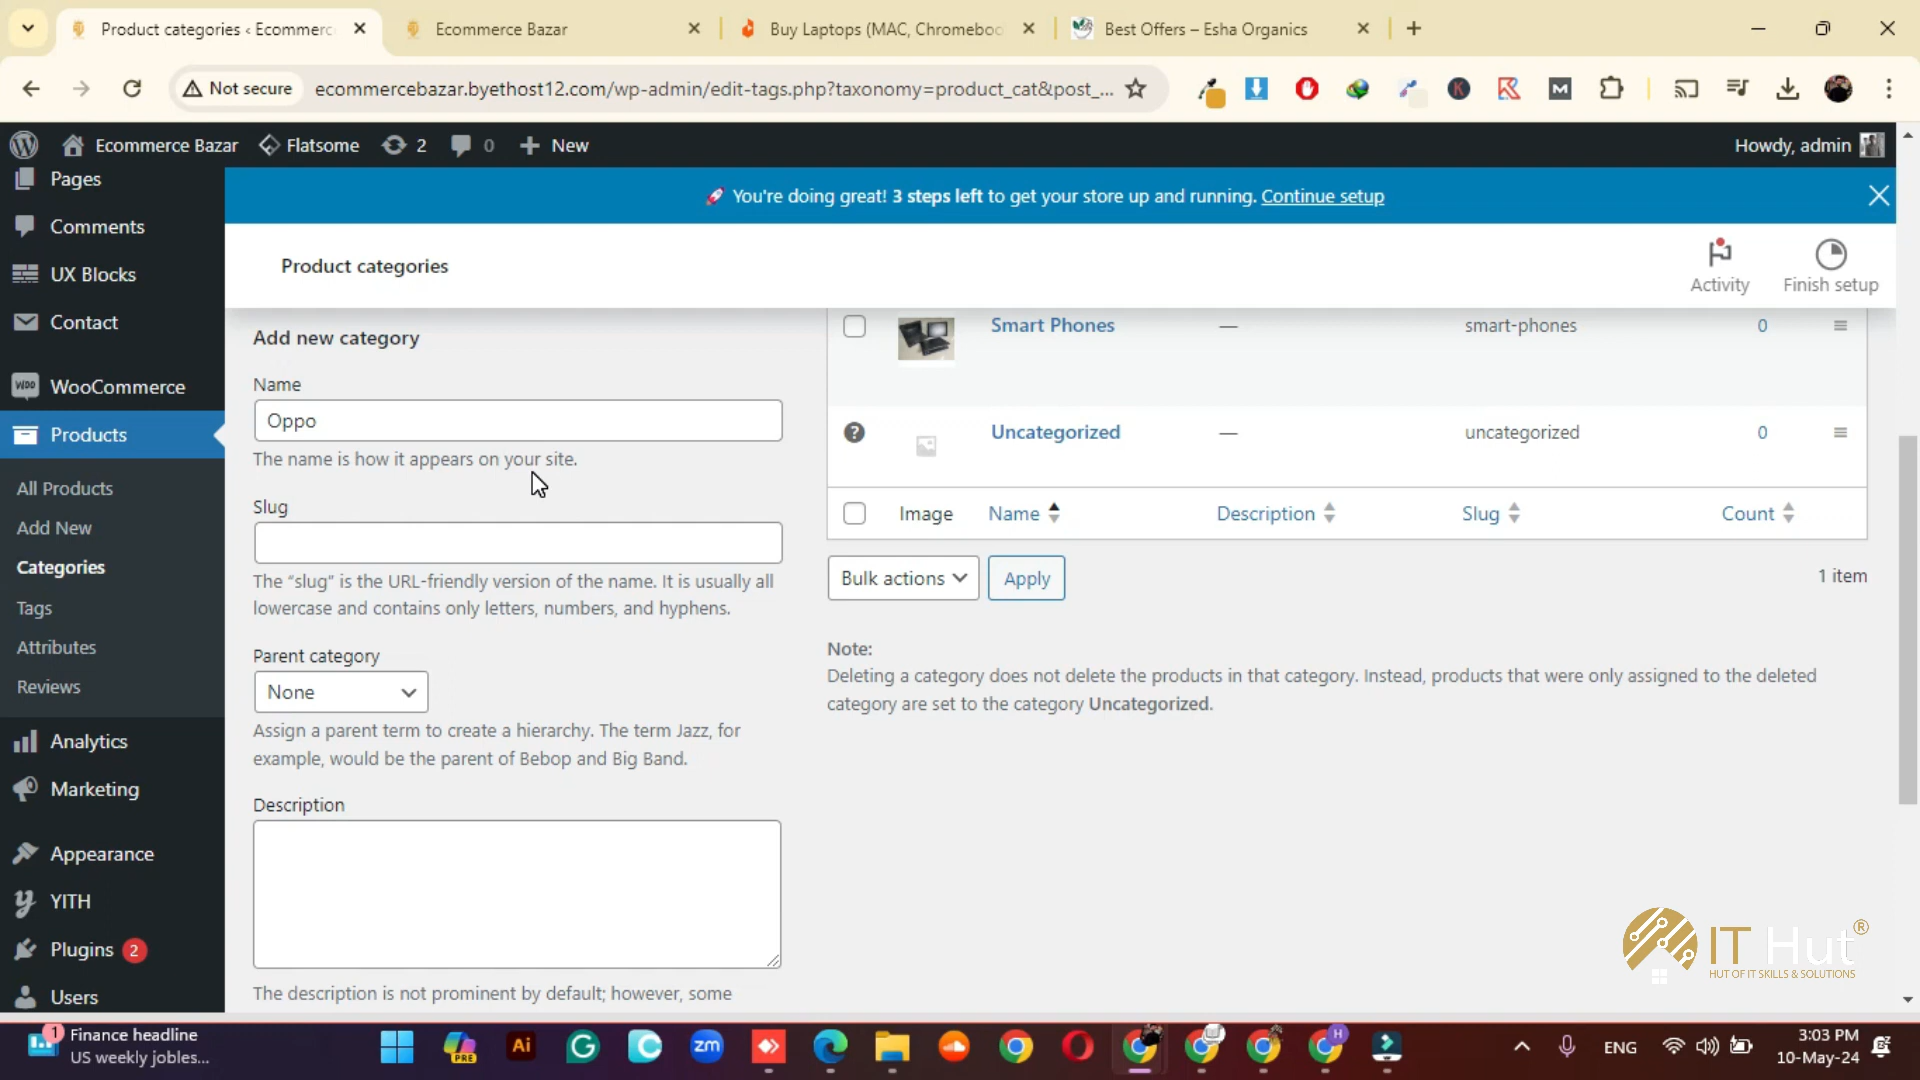 Product categories ‹ Ecommerc
Ecommerce Bazar
Buy Laptops (MAC, Chromeboo
Best Offers – Esha Organics
Not secure
ecommercebazar.byethost12.com/wp-admin/edit-tags.php?taxonomy=product_cat&post_...
Ecommerce Bazar
Flatsome
2
0
New
Howdy, admin
Pages
Comments
UX Blocks
Contact
WooCommerce
Products
All Products
Add New
Categories
Tags
Attributes
Reviews
Analytics
Marketing
Appearance
YITH
Plugins 2
Users
You're doing great! 3 steps left to get your store up and running. Continue setup
Product categories
Activity
Finish setup
Add new category
Name
Oppo
The name is how it appears on your site.
Slug
The “slug” is the URL-friendly version of the name. It is usually all
lowercase and contains only letters, numbers, and hyphens.
Parent category
None
Assign a parent term to create a hierarchy. The term Jazz, for
example, would be the parent of Bebop and Big Band.
Description
The description is not prominent by default; however, some
Smart Phones — smart-phones 0
Uncategorized — uncategorized 0
Image Name Description Slug Count
Bulk actions Apply 1 item
Note:
Deleting a category does not delete the products in that category. Instead, products that were only assigned to the deleted
category are set to the category Uncategorized.
IT Hut®
HUT OF IT SKILLS & SOLUTIONS
1
Finance headline
US weekly jobles...
PRE
Ai
zm
H
ENG
3:03 PM
10-May-24